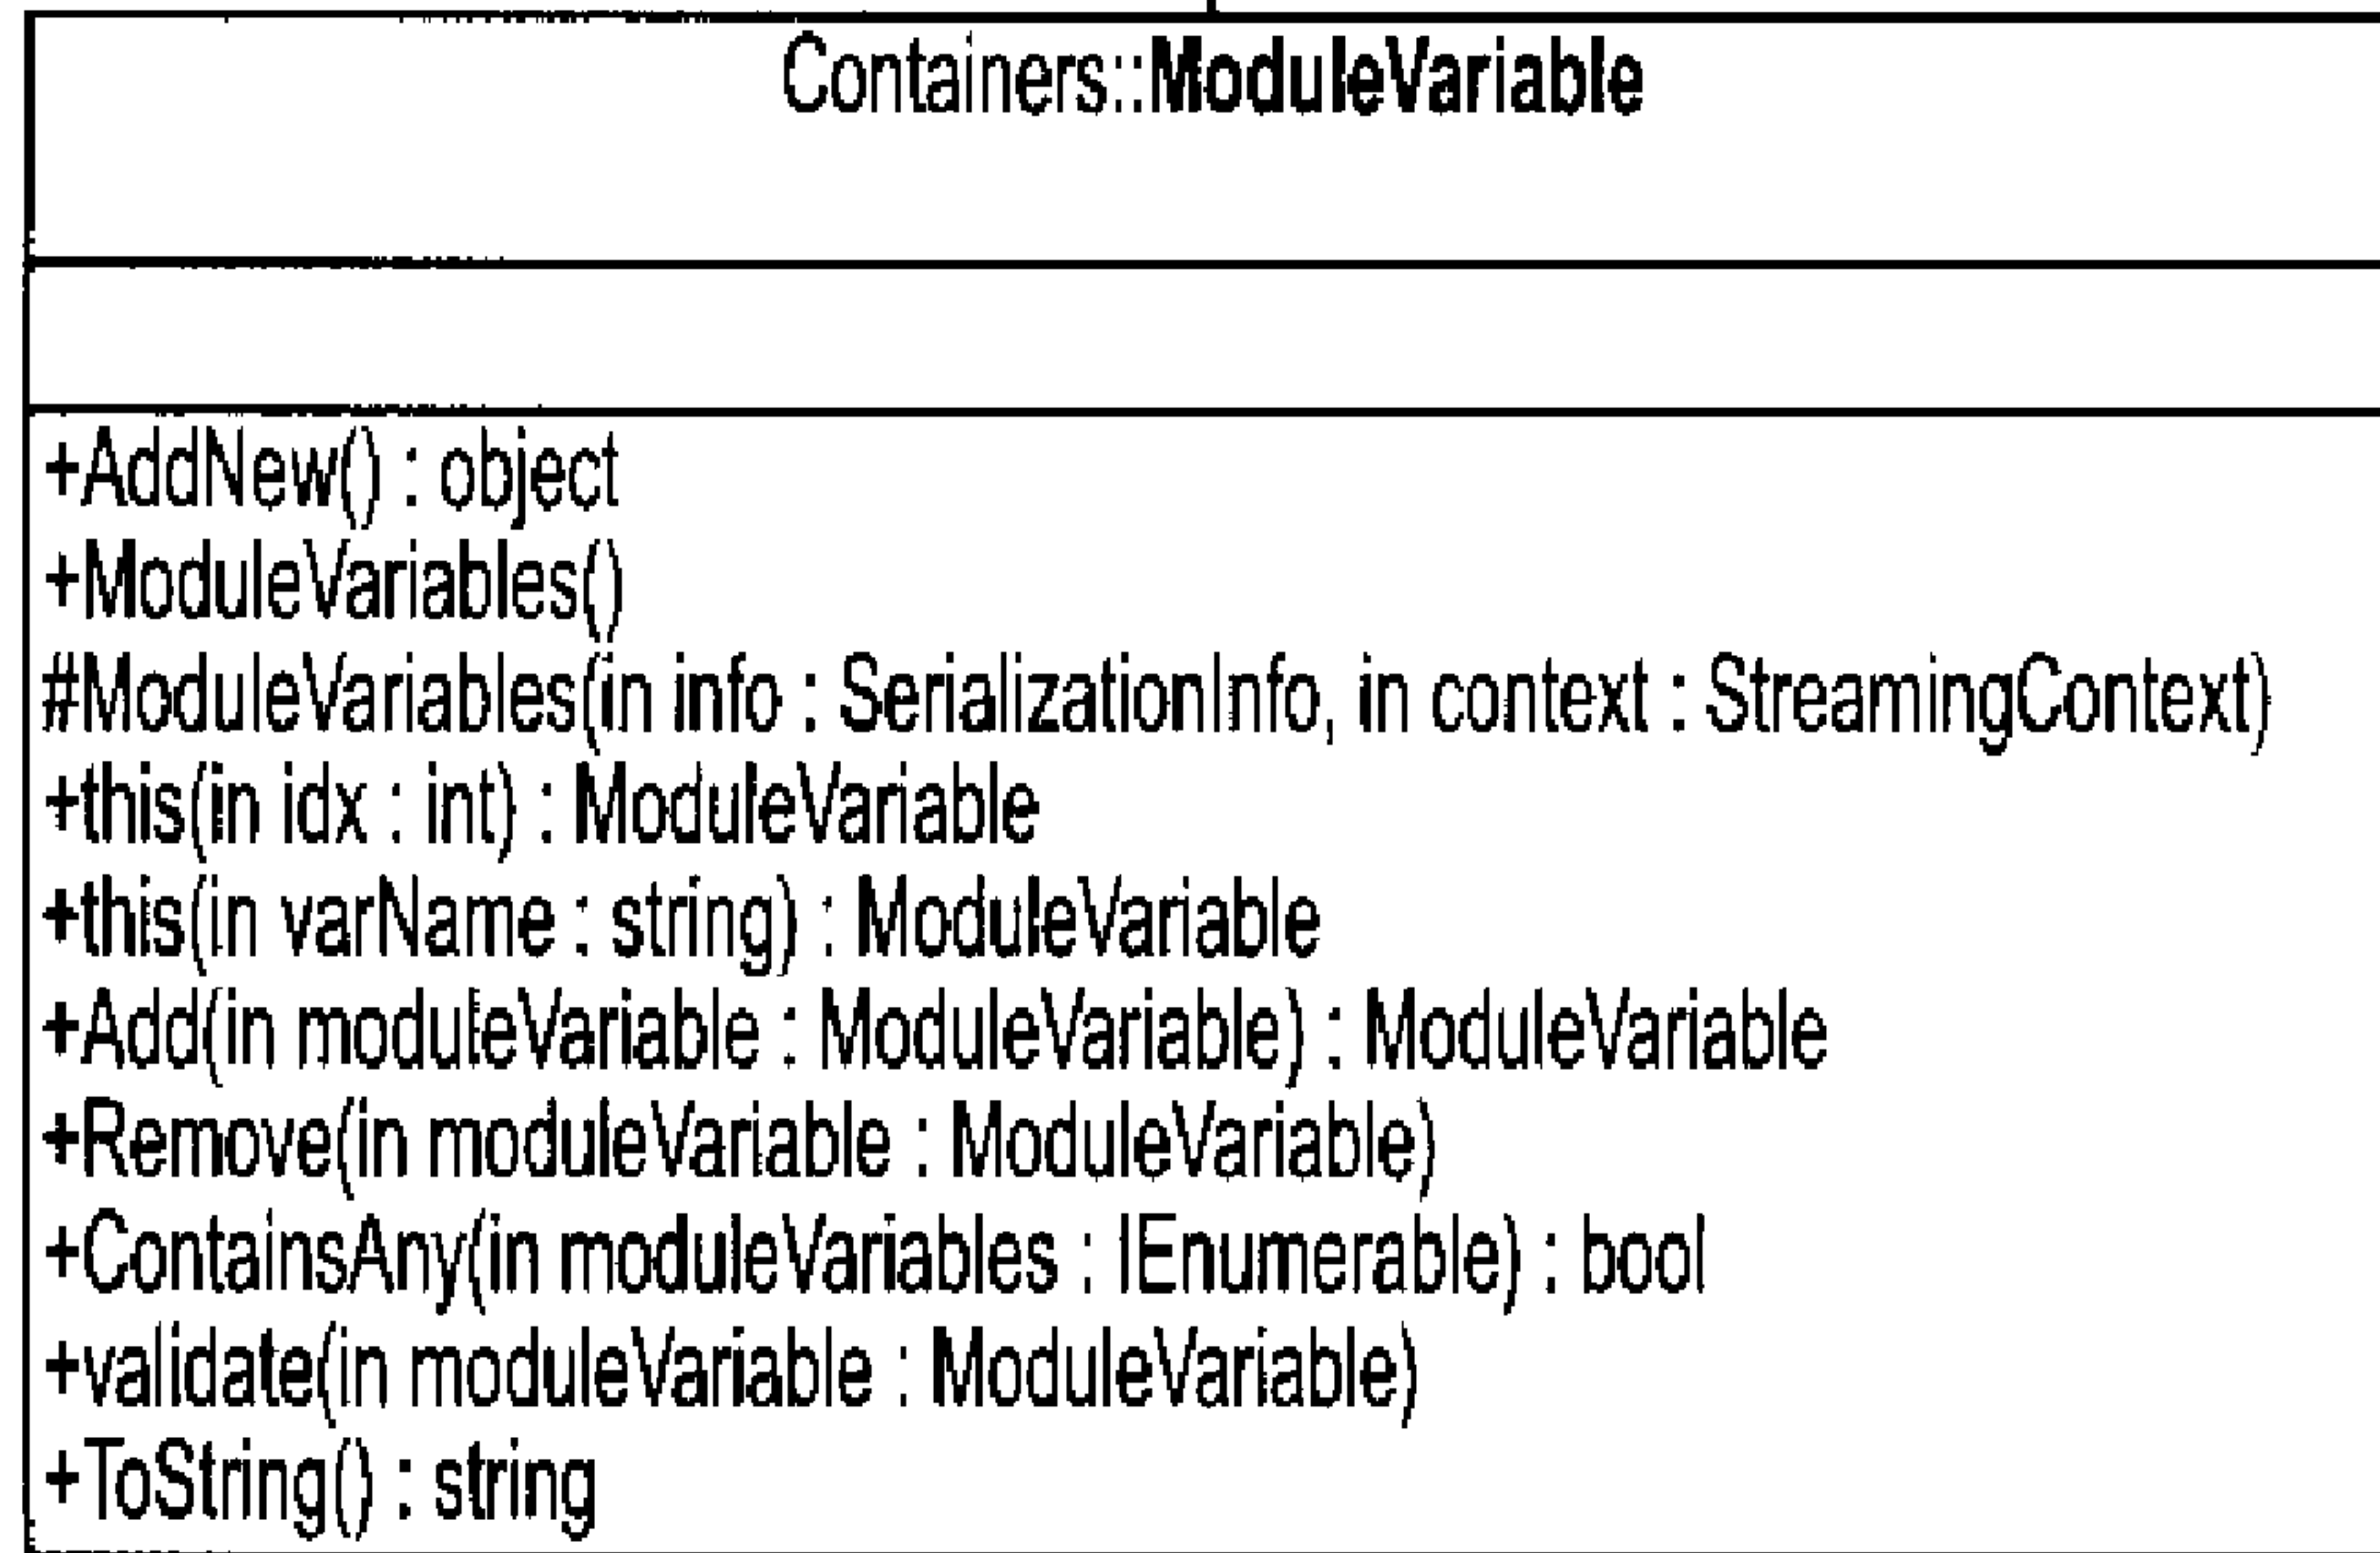 Containers::ModuleVariable
+AddNew() : object
+ModuleVariables()
#ModuleVariables(in info : SerializationInfo, in context : StreamingContext)
+this(in idx : int) : ModuleVariable
+this(in varName : string) : ModuleVariable
+Add(in moduleVariable : ModuleVariable) : ModuleVariable
+Remove(in moduleVariable : ModuleVariable)
+ContainsAny(in moduleVariables : IEnumerable) : bool
+validate(in moduleVariable : ModuleVariable)
+ToString() : string